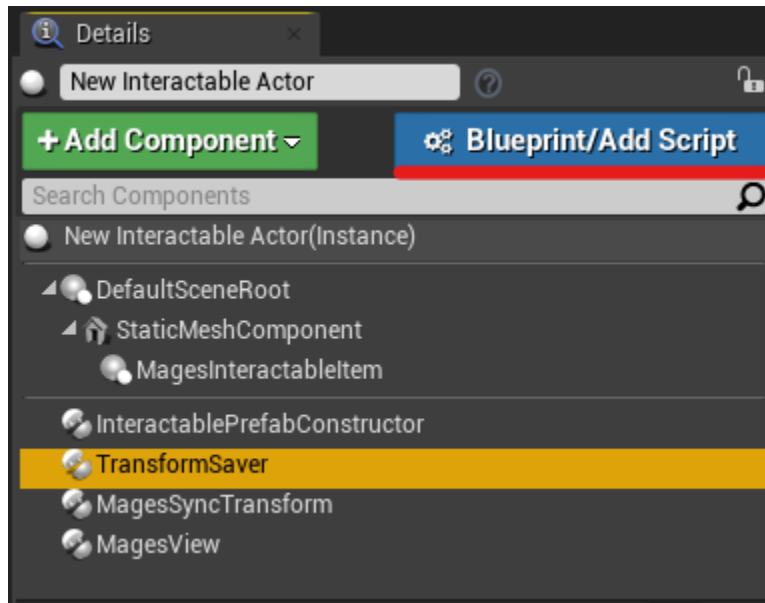 Details
New Interactable Actor
+ Add Component
Blueprint/Add Script
Search Components
New Interactable Actor(Instance)
DefaultSceneRoot
StaticMeshComponent
MagesInteractableItem
InteractablePrefabConstructor
TransformSaver
MagesSyncTransform
MagesView